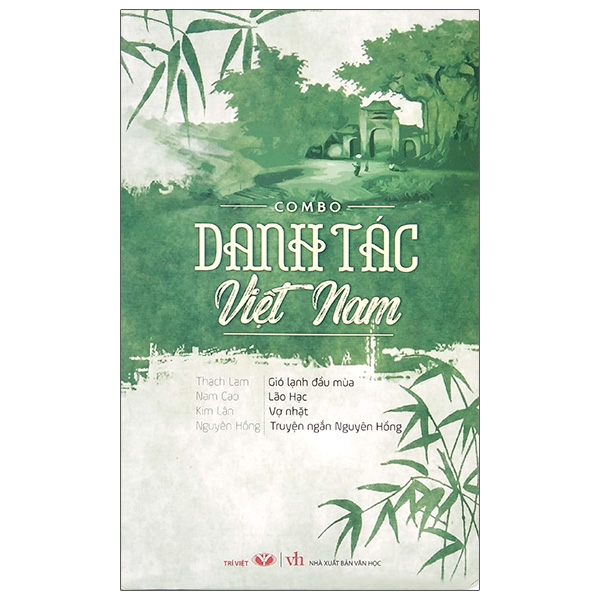 COMBO
DANH TÁC
Việt Nam
Thạch Lam | Gió lạnh đầu mùa
Nam Cao | Lão Hạc
Kim Lân | Vợ nhặt
Nguyên Hồng | Truyện ngắn Nguyên Hồng
TRÍ VIỆT | vh NHÀ XUẤT BẢN VĂN HỌC